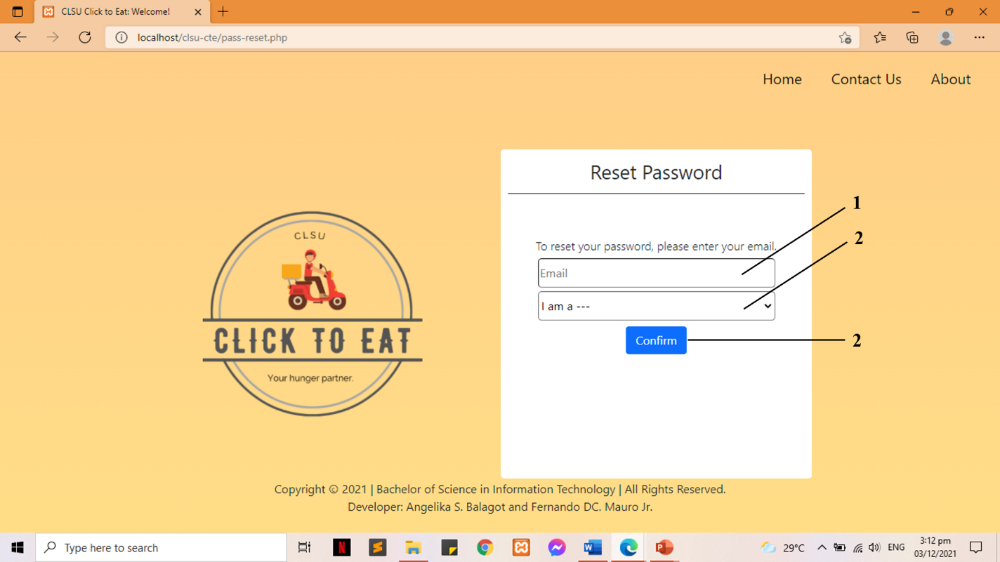 CLSU Click to Eat: Welcome!
localhost/clsu-cte/pass-reset.php
Home Contact Us About
Reset Password
1
2
To reset your password, please enter your email.
Email
I am a ---
Confirm
2
CLSU
CLICK TO EAT
Your hunger partner.
Copyright © 2021 | Bachelor of Science in Information Technology | All Rights Reserved.
Developer: Angelika S. Balagot and Fernando DC. Mauro Jr.
Type here to search
29°C
ENG
3:12 pm
03/12/2021